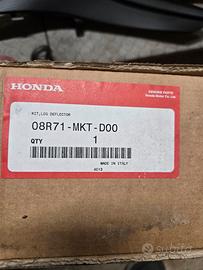 HONDA
GENUINE PARTS
Honda Motor Co., Ltd.
KIT,LEG DEFLECTOR
08R71-MKT-D00
QTY 1
MADE IN ITALY
4013
subito